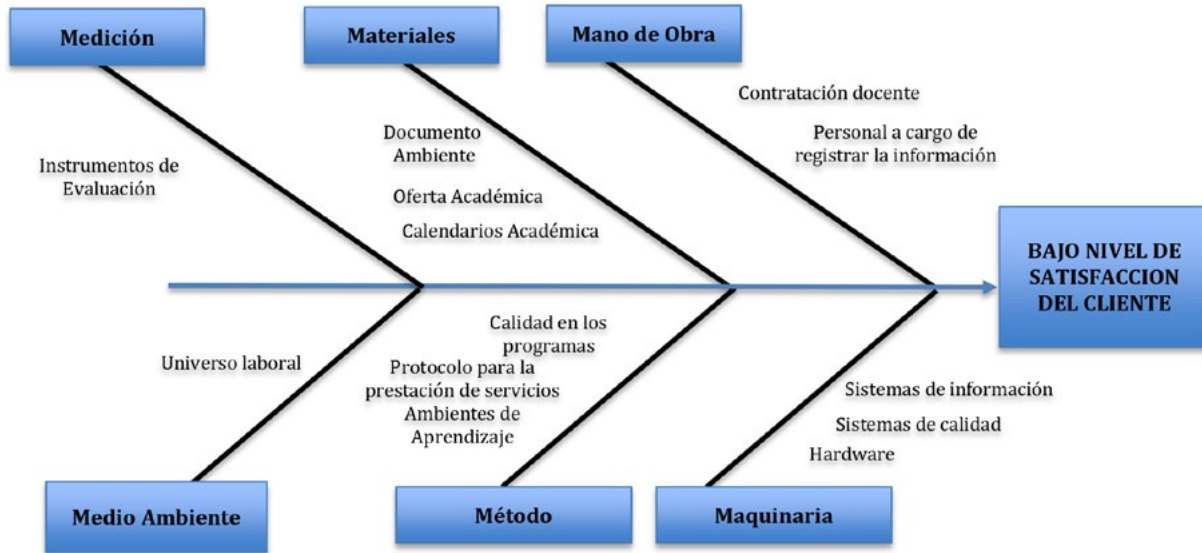 Medición
Materiales
Mano de Obra
Contratación docente
Documento
Ambiente
Personal a cargo de
registrar la información
Instrumentos de
Evaluación
Oferta Académica
Calendarios Académica
BAJO NIVEL DE
SATISFACCION
DEL CLIENTE
Calidad en los
programas
Universo laboral
Protocolo para la
prestación de servicios
Ambientes de
Aprendizaje
Sistemas de información
Sistemas de calidad
Hardware
Medio Ambiente
Método
Maquinaria